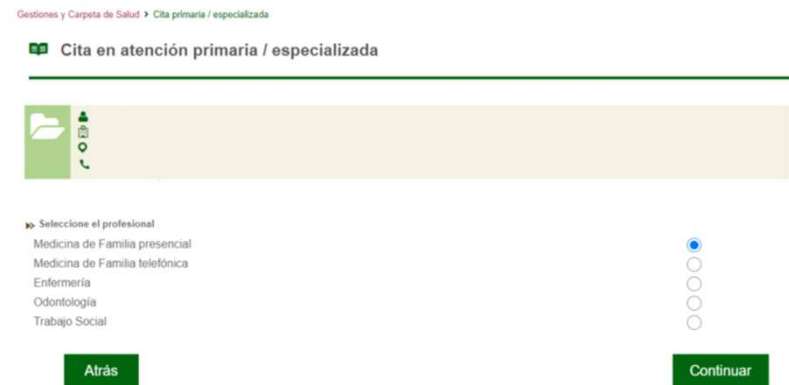 Gestiones y Carpeta de Salud > Cita primaria / especializada
Cita en atención primaria / especializada
Seleccione el profesional
Medicina de Familia presencial
Medicina de Familia telefónica
Enfermería
Odontología
Trabajo Social
Atrás
Continuar